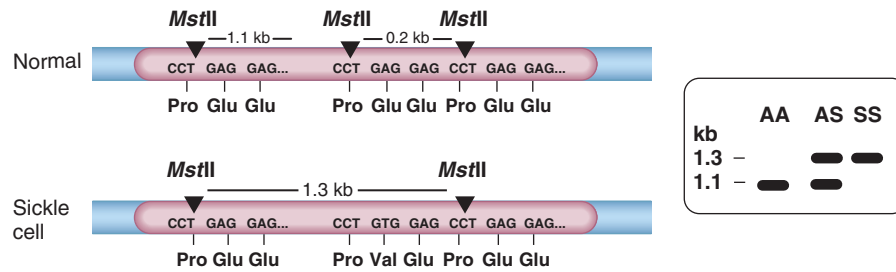 MstII MstII MstII
1.1 kb 0.2 kb
Normal
CCT GAG GAG... CCT GAG GAG CCT GAG GAG...
Pro Glu Glu Pro Glu Glu Pro Glu Glu
MstII MstII
1.3 kb
Sickle
cell
CCT GAG GAG... CCT GTG GAG CCT GAG GAG...
Pro Glu Glu Pro Val Glu Pro Glu Glu
AA AS SS
kb
1.3 –
1.1 –